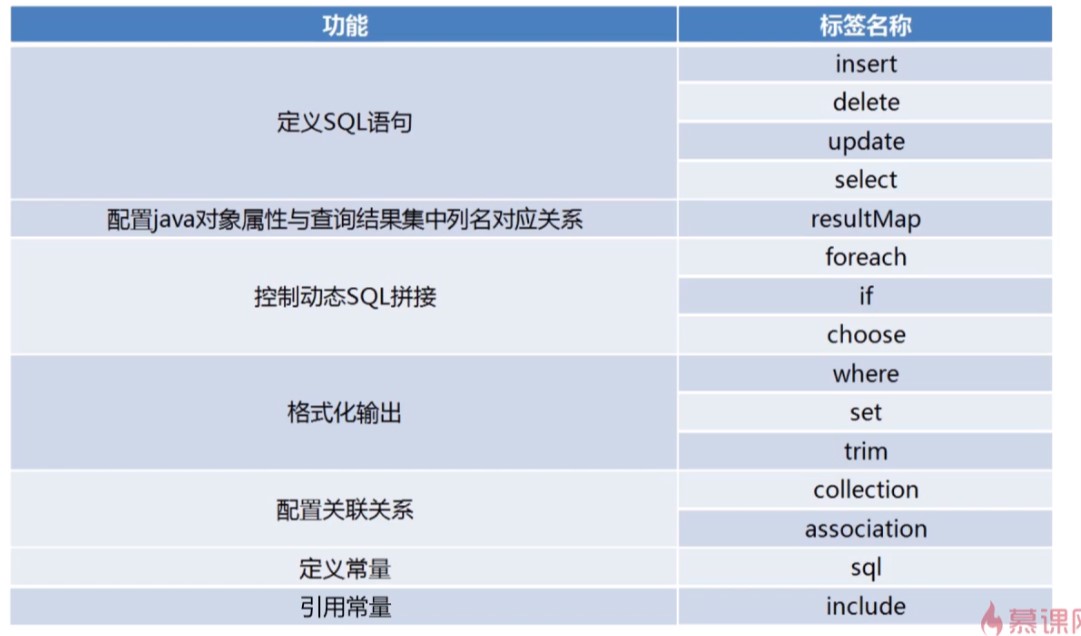 功能 标签名称
insert
delete
定义SQL语句
update
select
配置java对象属性与查询结果集中列名对应关系 resultMap
foreach
控制动态SQL拼接 if
choose
where
格式化输出 set
trim
collection
配置关联关系
association
定义常量 sql
引用常量 include
慕课网